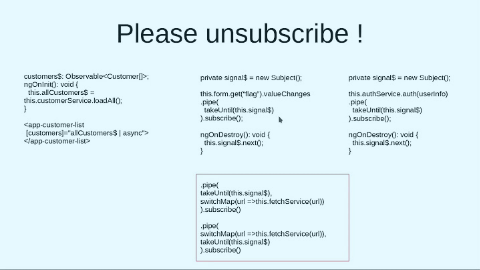 Please unsubscribe !
customers$: Observable<Customer[]>;
ngOnInit(): void {
this.allCustomers$ =
this.customerService.loadAll();
}
<app-customer-list
[customers]="allCustomers$ | async">
</app-customer-list>
private signal$ = new Subject();
this.form.get("flag").valueChanges
.pipe(
takeUntil(this.signal$)
).subscribe();
ngOnDestroy(): void {
this.signal$.next();
}
private signal$ = new Subject();
this.authService.auth(userInfo)
.pipe(
takeUntil(this.signal$)
).subscribe();
ngOnDestroy(): void {
this.signal$.next();
}
.pipe(
takeUntil(this.signal$),
switchMap(url =>this.fetchService(url))
).subscribe()
.pipe(
switchMap(url =>this.fetchService(url)),
takeUntil(this.signal$)
).subscribe()